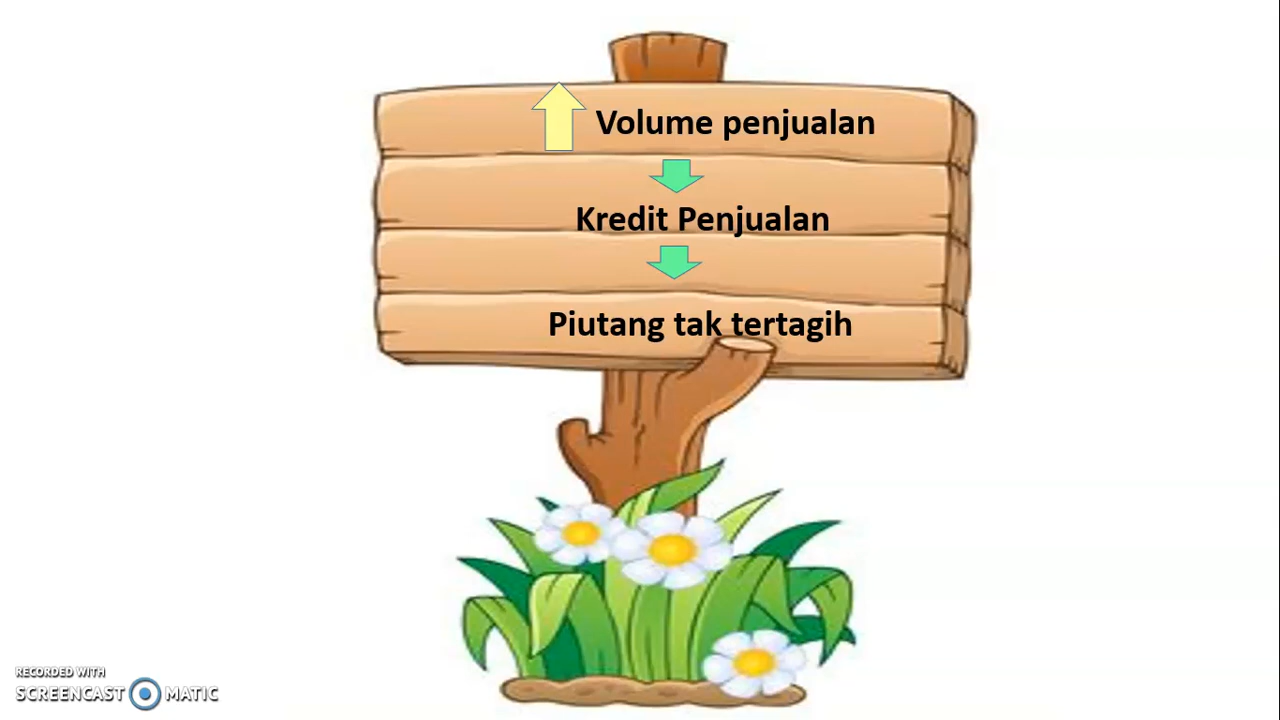 Volume penjualan
Kredit Penjualan
Piutang tak tertagih
RECORDED WITH
SCREENCAST MATIC